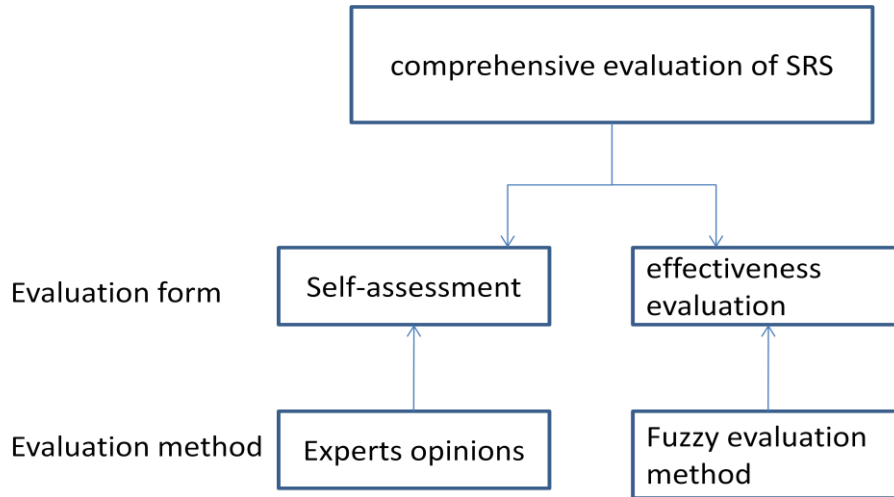 comprehensive evaluation of SRS
Evaluation form
Self-assessment
effectiveness
evaluation
Evaluation method
Experts opinions
Fuzzy evaluation
method